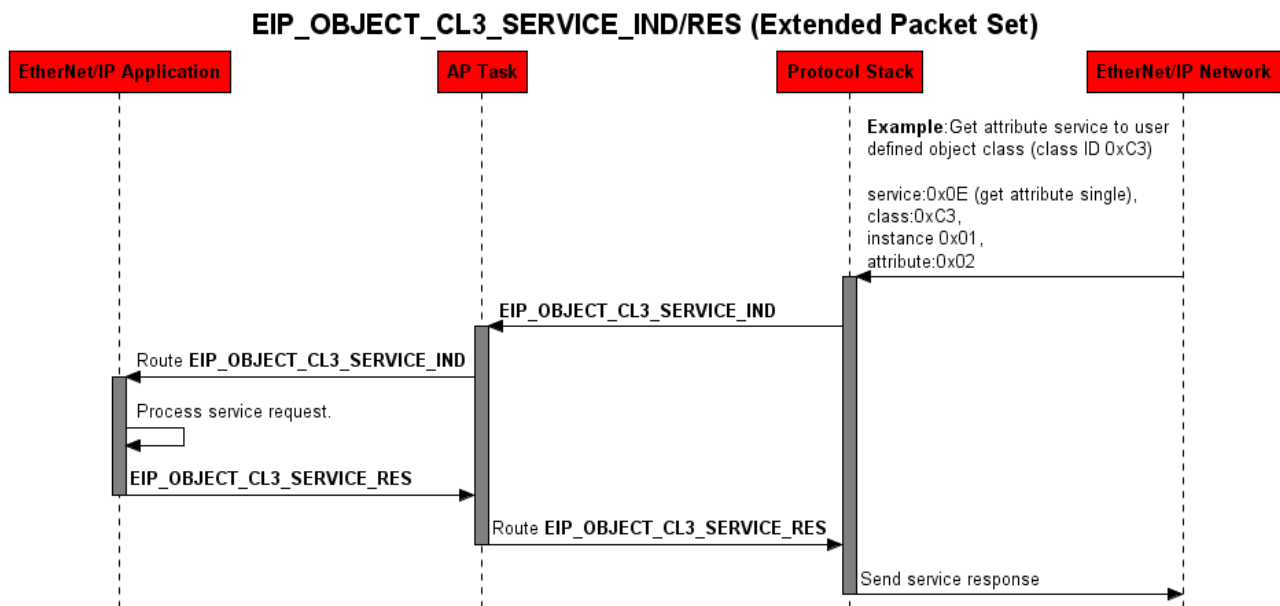 EIP_OBJECT_CL3_SERVICE_IND/RES (Extended Packet Set)
EtherNet/IP Application
AP Task
Protocol Stack
EtherNet/IP Network
Example:Get attribute service to user
defined object class (class ID 0xC3)
service:0x0E (get attribute single),
class:0xC3,
instance 0x01,
attribute:0x02
EIP_OBJECT_CL3_SERVICE_IND
Route EIP_OBJECT_CL3_SERVICE_IND
Process service request.
EIP_OBJECT_CL3_SERVICE_RES
Route EIP_OBJECT_CL3_SERVICE_RES
Send service response